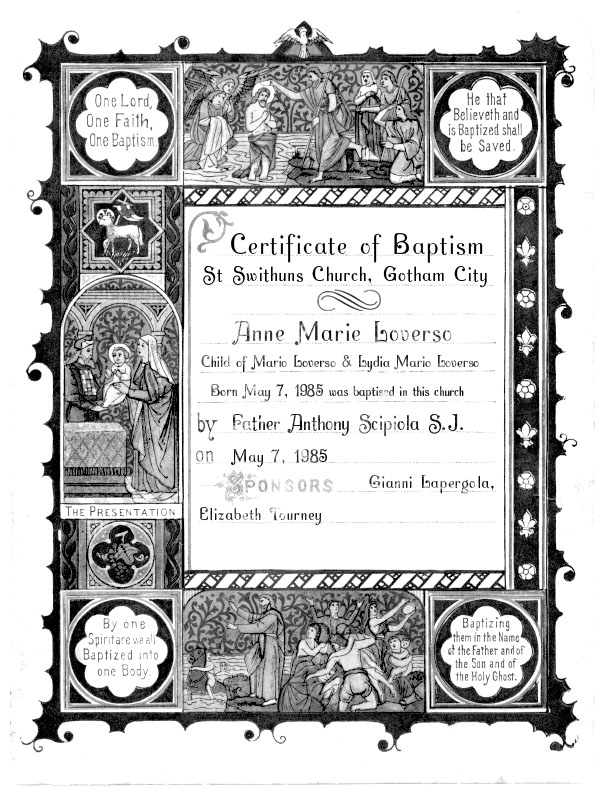 One Lord,
One Faith,
One Baptism
He that
Believeth and
is Baptized shall
be Saved.
Certificate of Baptism
St Swithuns Church, Gotham City
Anne Marie Loverso
Child of Mario Loverso & Lydia Mario Loverso
Born May 7, 1985 was baptised in this church
by Father Anthony Scipiola S.J.
on May 7, 1985
SPONSORS Gianni Lapergola,
Elizabeth Tourney
THE PRESENTATION
By one
Spirit are we all
Baptized into
one Body.
Baptizing
them in the Name
of the Father and of
the Son and of
the Holy Ghost.